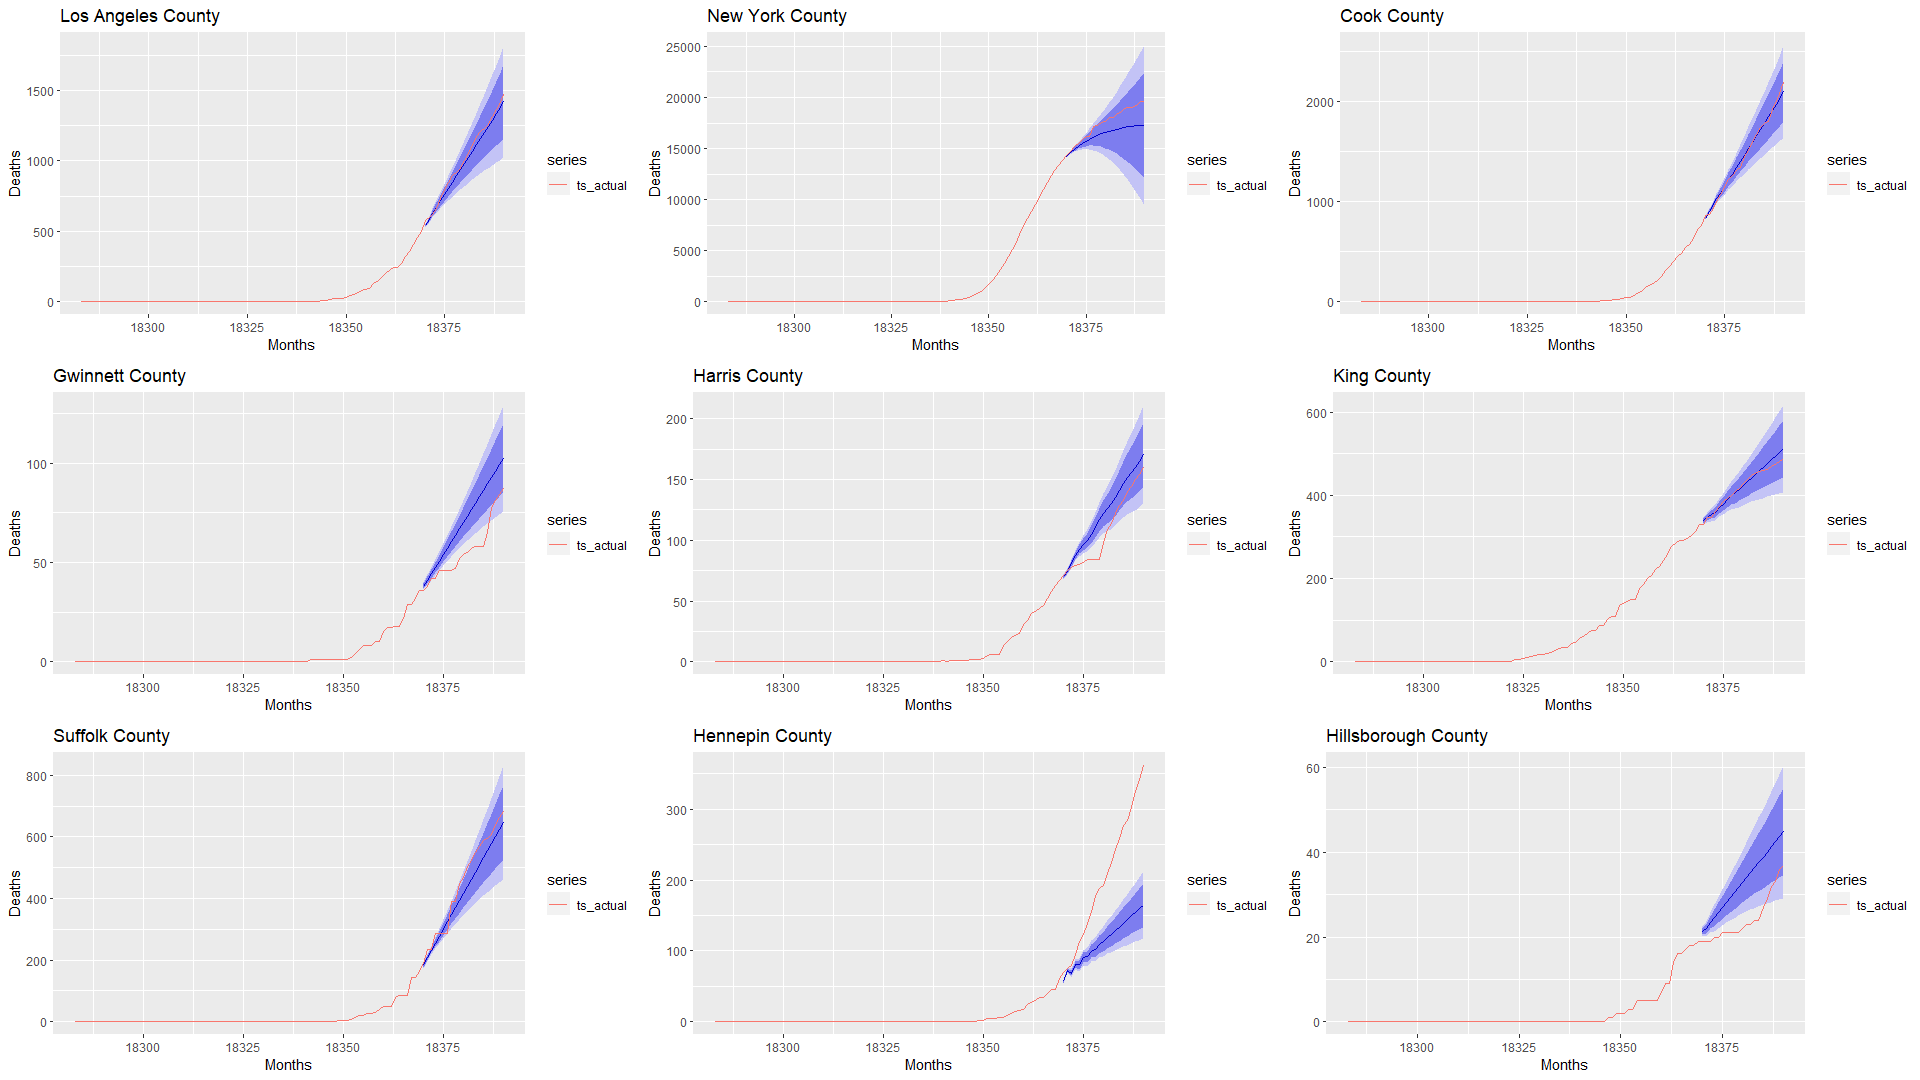 Los Angeles County
Deaths
1500
1000
500
0
18300 18325 18350 18375
Months
series
ts_actual
New York County
Deaths
25000
20000
15000
10000
5000
0
18300 18325 18350 18375
Months
series
ts_actual
Cook County
Deaths
2000
1000
0
18300 18325 18350 18375
Months
series
ts_actual
Gwinnett County
Deaths
100
50
0
18300 18325 18350 18375
Months
series
ts_actual
Harris County
Deaths
200
150
100
50
0
18300 18325 18350 18375
Months
series
ts_actual
King County
Deaths
600
400
200
0
18300 18325 18350 18375
Months
series
ts_actual
Suffolk County
Deaths
800
600
400
200
0
18300 18325 18350 18375
Months
series
ts_actual
Hennepin County
Deaths
300
200
100
0
18300 18325 18350 18375
Months
series
ts_actual
Hillsborough County
Deaths
60
40
20
0
18300 18325 18350 18375
Months
series
ts_actual